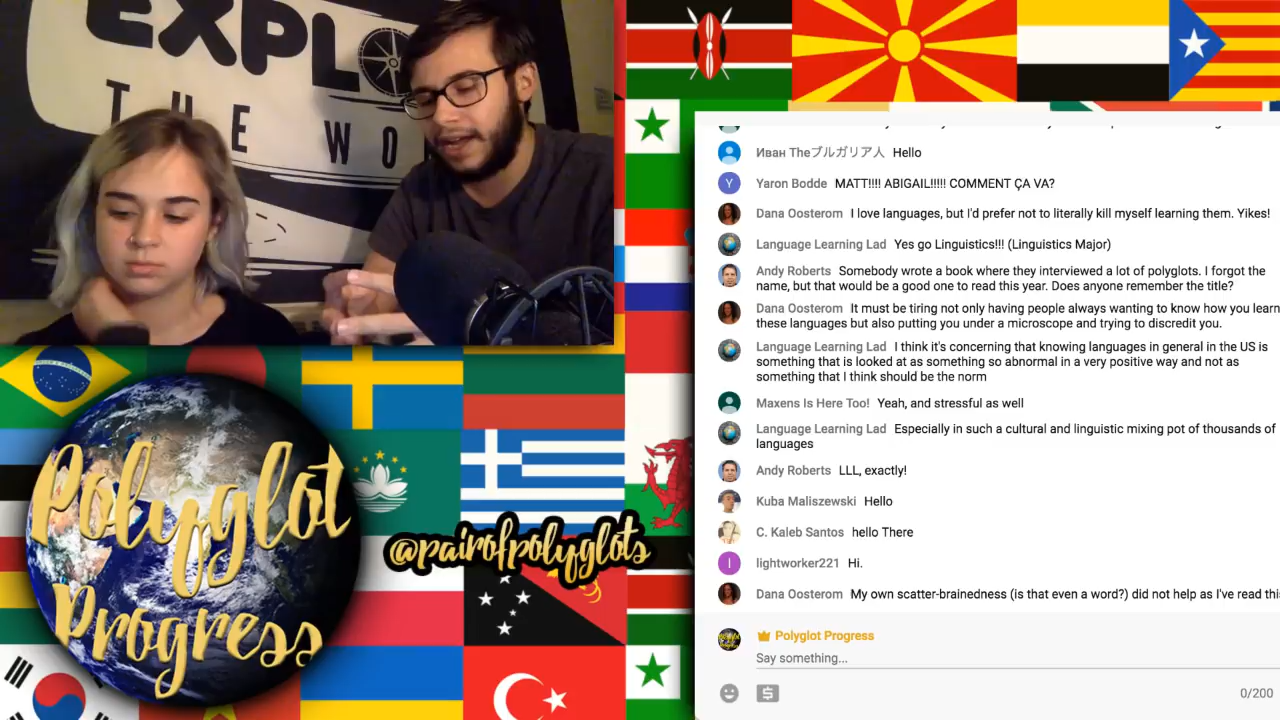 EXPLO
THE WO
Polyglot
Progress
@pairofpolyglots
Иван Theブルガリア人 Hello
Y Yaron Bodde MATT!!!! ABIGAIL!!!!! COMMENT ÇA VA?
Dana Oosterom I love languages, but I'd prefer not to literally kill myself learning them. Yikes!
Language Learning Lad Yes go Linguistics!!! (Linguistics Major)
Andy Roberts Somebody wrote a book where they interviewed a lot of polyglots. I forgot the
name, but that would be a good one to read this year. Does anyone remember the title?
Dana Oosterom It must be tiring not only having people always wanting to know how you learn
these languages but also putting you under a microscope and trying to discredit you.
Language Learning Lad I think it's concerning that knowing languages in general in the US is
something that is looked at as something so abnormal in a very positive way and not as
something that I think should be the norm
Maxens Is Here Too! Yeah, and stressful as well
Language Learning Lad Especially in such a cultural and linguistic mixing pot of thousands of
languages
Andy Roberts LLL, exactly!
Kuba Maliszewski Hello
C. Kaleb Santos hello There
l lightworker221 Hi.
Dana Oosterom My own scatter-brainedness (is that even a word?) did not help as I've read this
Polyglot Progress
Say something...
0/200